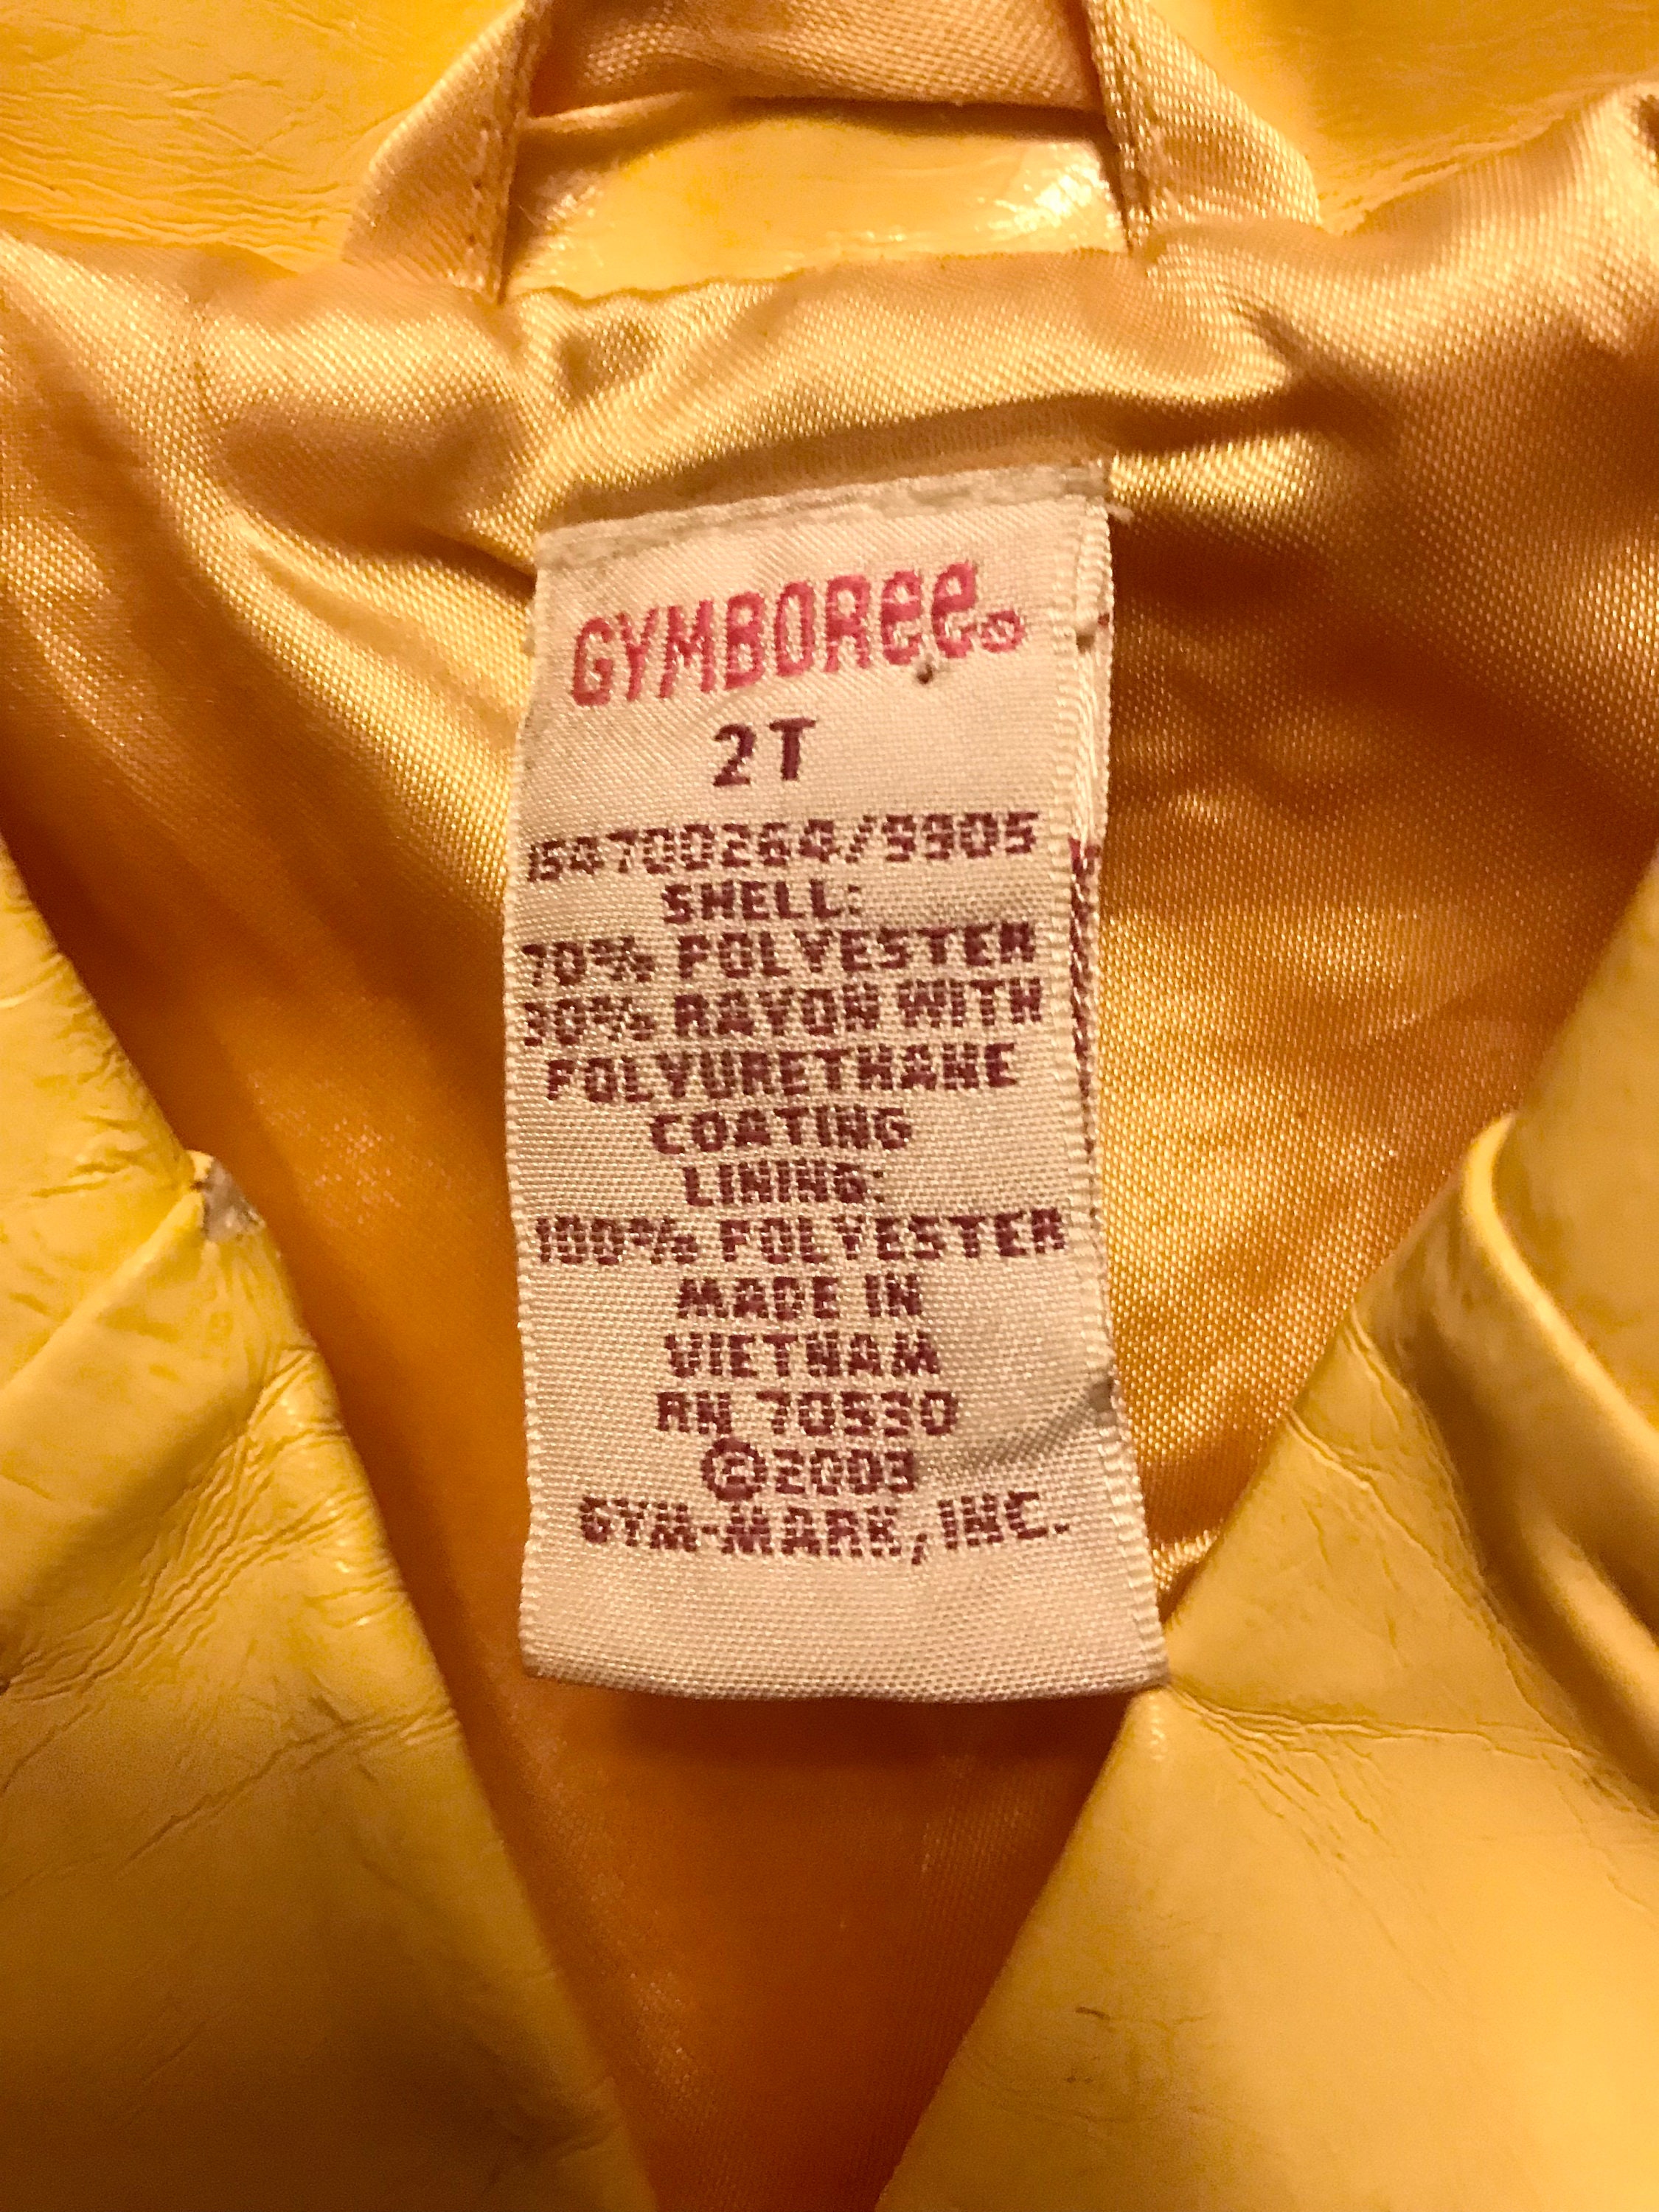 GYMBORee®
2T
154700264/9905
SHELL:
70% POLYESTER
30% RAYON WITH
POLYURETHANE
COATING
LINING:
100% POLYESTER
MADE IN
VIETNAM
RN 70530
©2003
GYM-MARK, INC.